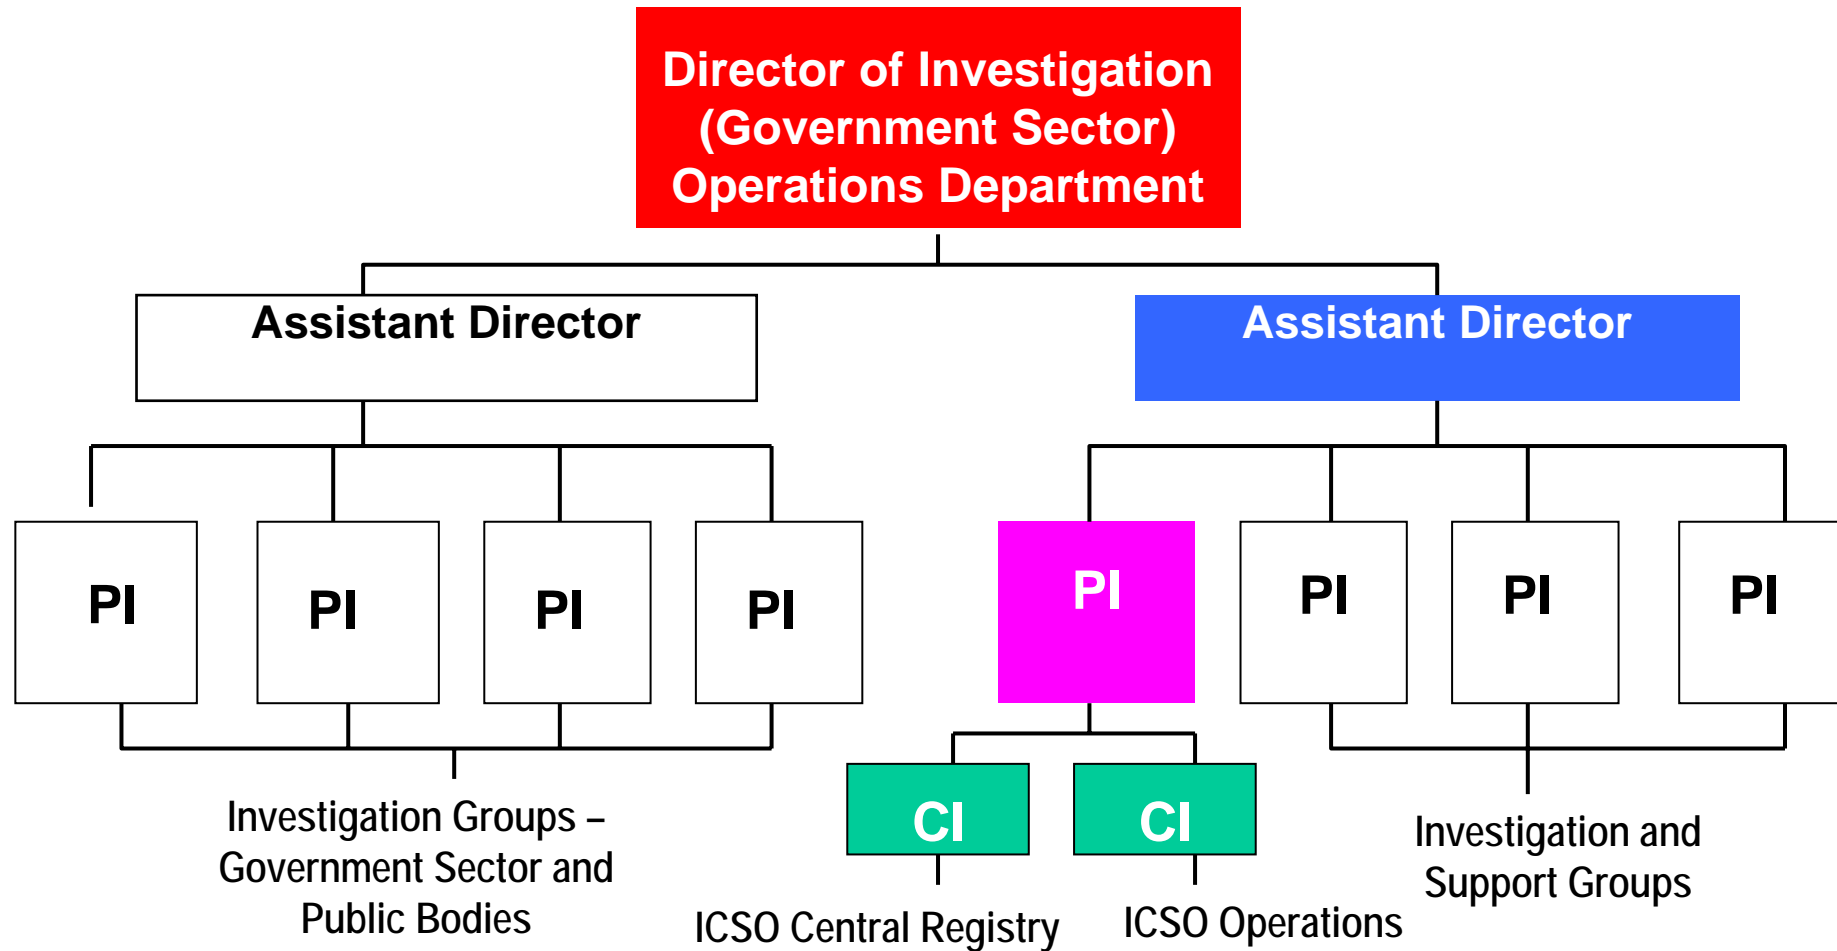 Director of Investigation
(Government Sector)
Operations Department
Assistant Director
Assistant Director
PI
PI
PI
PI
PI
PI
PI
PI
CI
CI
Investigation Groups –
Government Sector and
Public Bodies
ICSO Central Registry
ICSO Operations
Investigation and
Support Groups